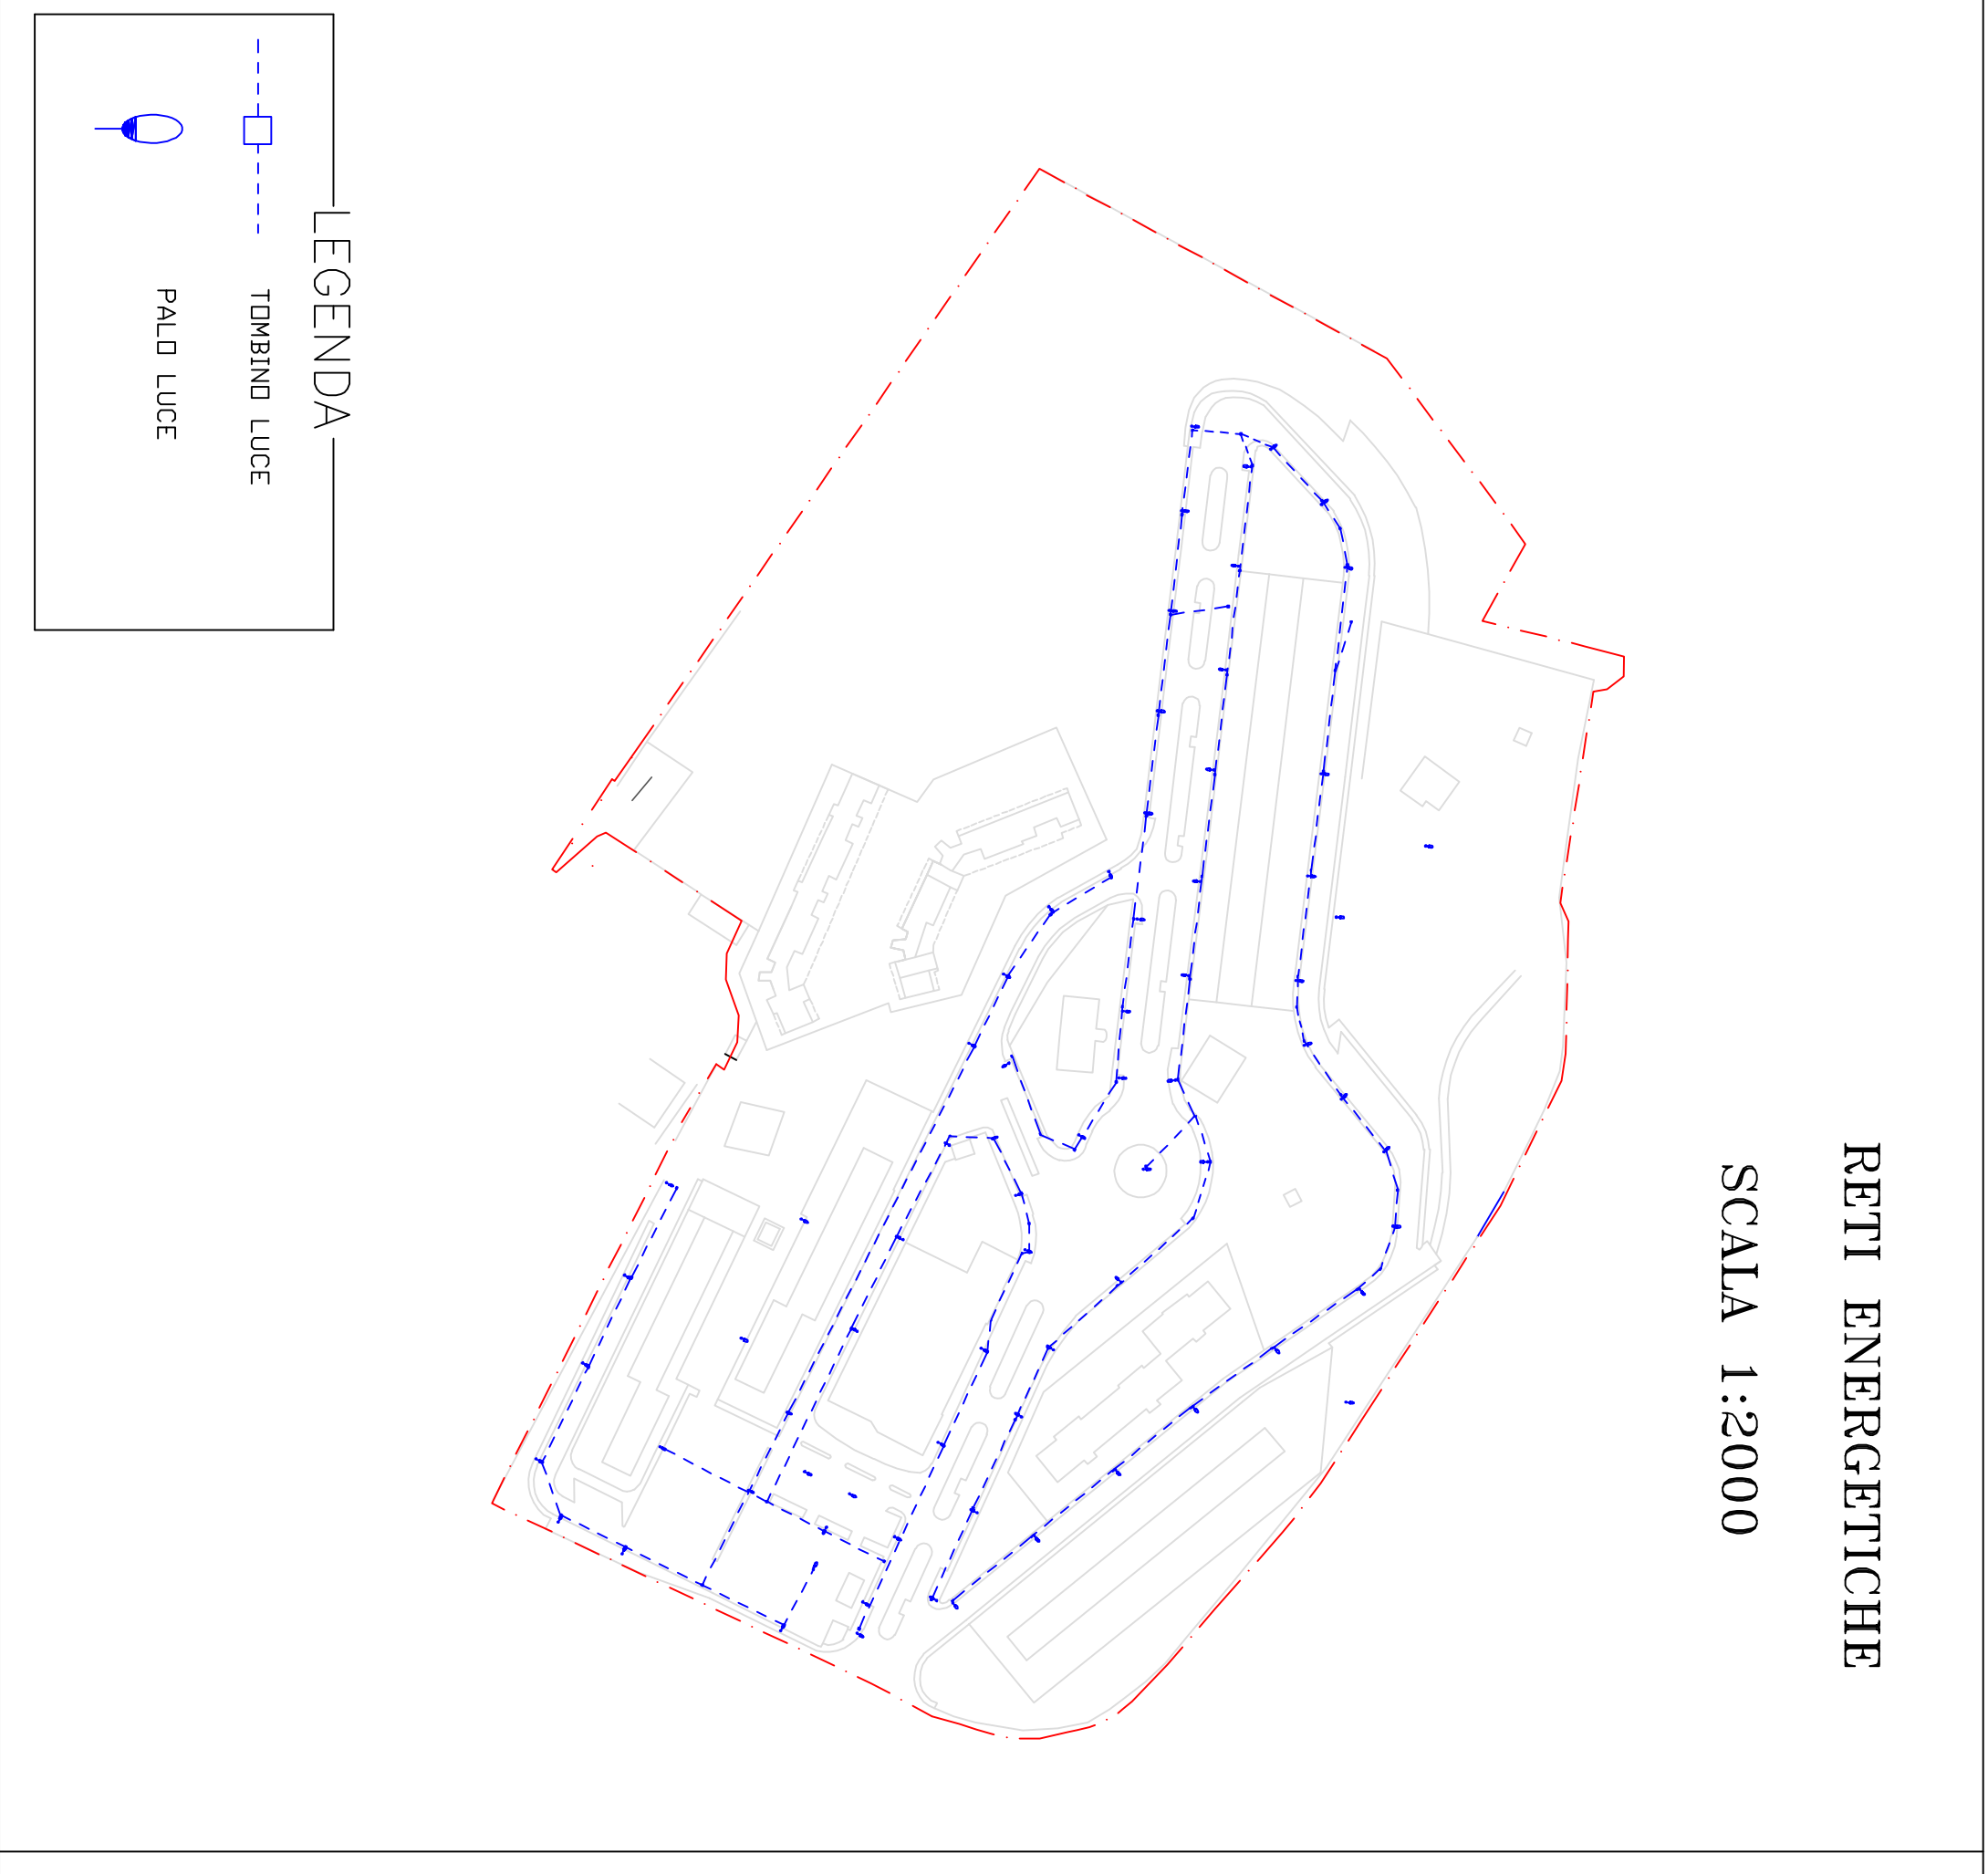 RETI ENERGETICHE
SCALA 1:2000
LEGENDA
TOMBINO LUCE
PALO LUCE